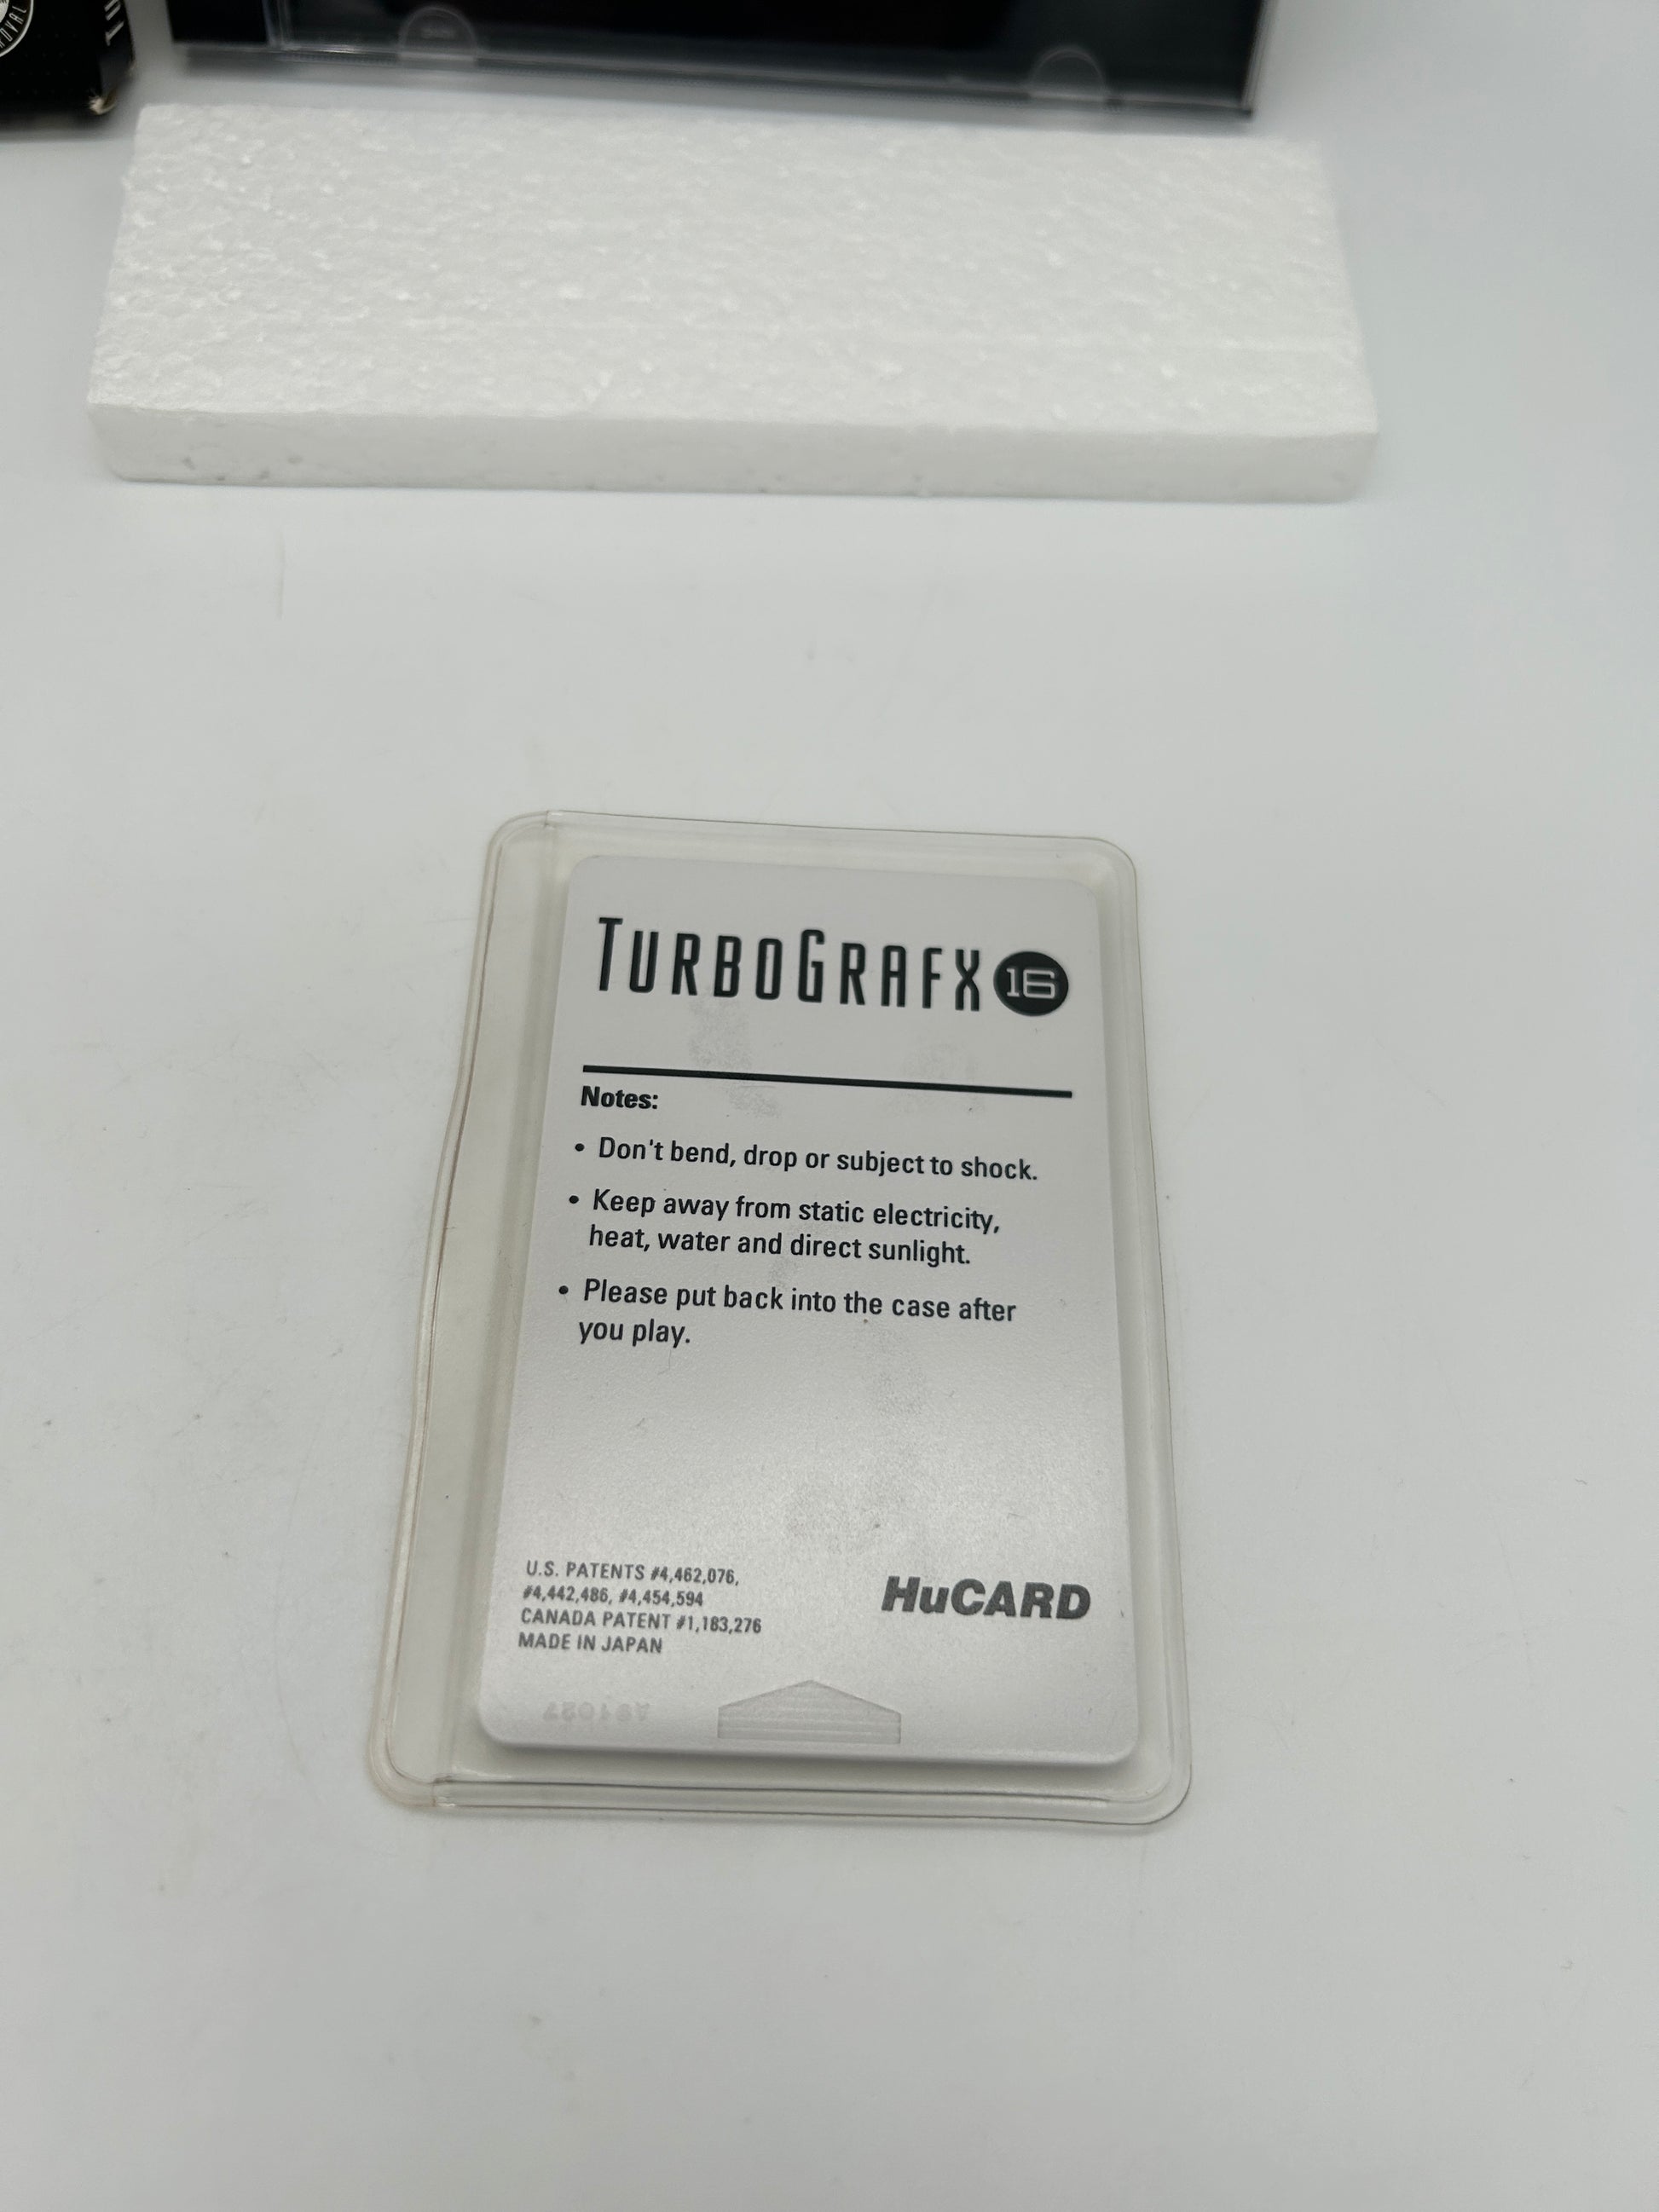 TURBOGRAFX 16
Notes:
• Don't bend, drop or subject to shock.
• Keep away from static electricity,
heat, water and direct sunlight.
• Please put back into the case after
you play.
U.S. PATENTS #4,462,076,
#4,442,486, #4,454,594
CANADA PATENT #1,183,276
MADE IN JAPAN
HuCARD